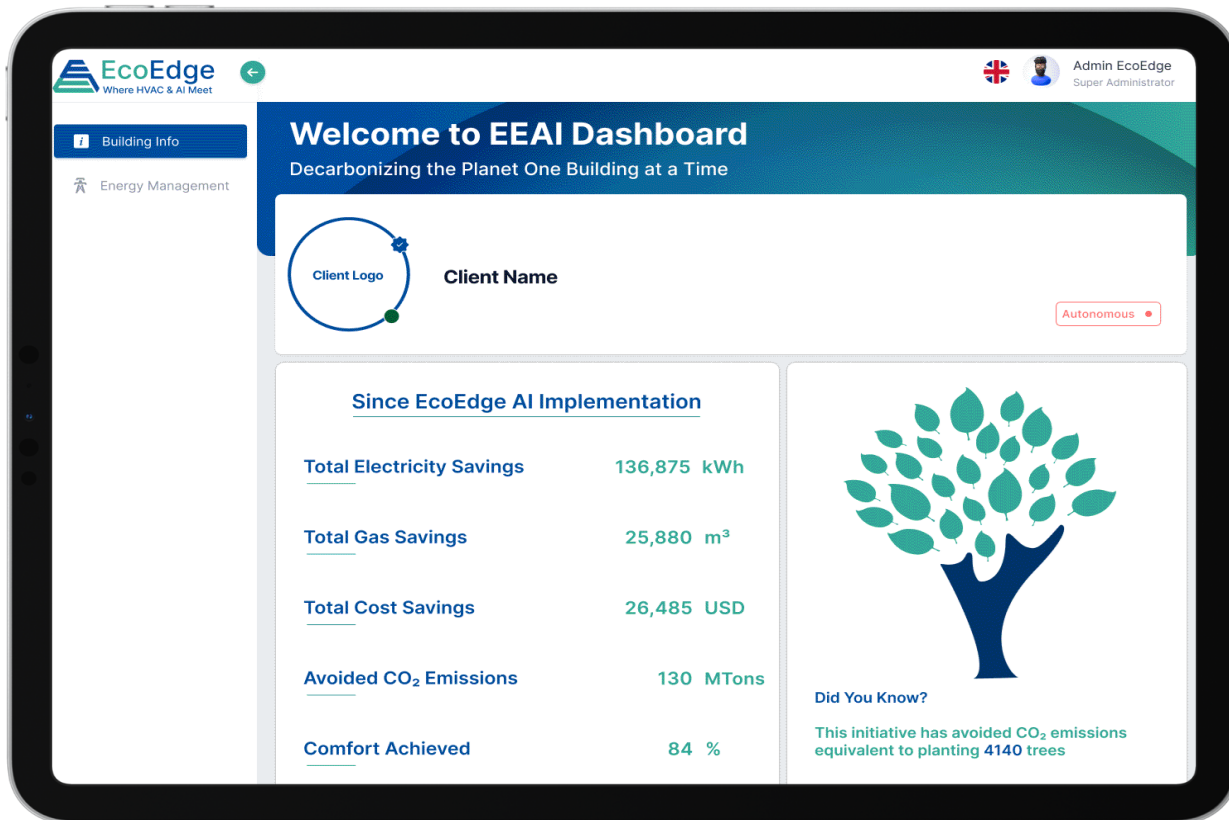 EcoEdge
Where HVAC & AI Meet
Admin EcoEdge
Super Administrator
Building Info
Energy Management
Welcome to EEAI Dashboard
Decarbonizing the Planet One Building at a Time
Client Logo
Client Name
Autonomous
Since EcoEdge AI Implementation
Total Electricity Savings 136,875 kWh
Total Gas Savings 25,880 m³
Total Cost Savings 26,485 USD
Avoided CO₂ Emissions 130 MTons
Comfort Achieved 84 %
Did You Know?
This initiative has avoided CO₂ emissions
equivalent to planting 4140 trees